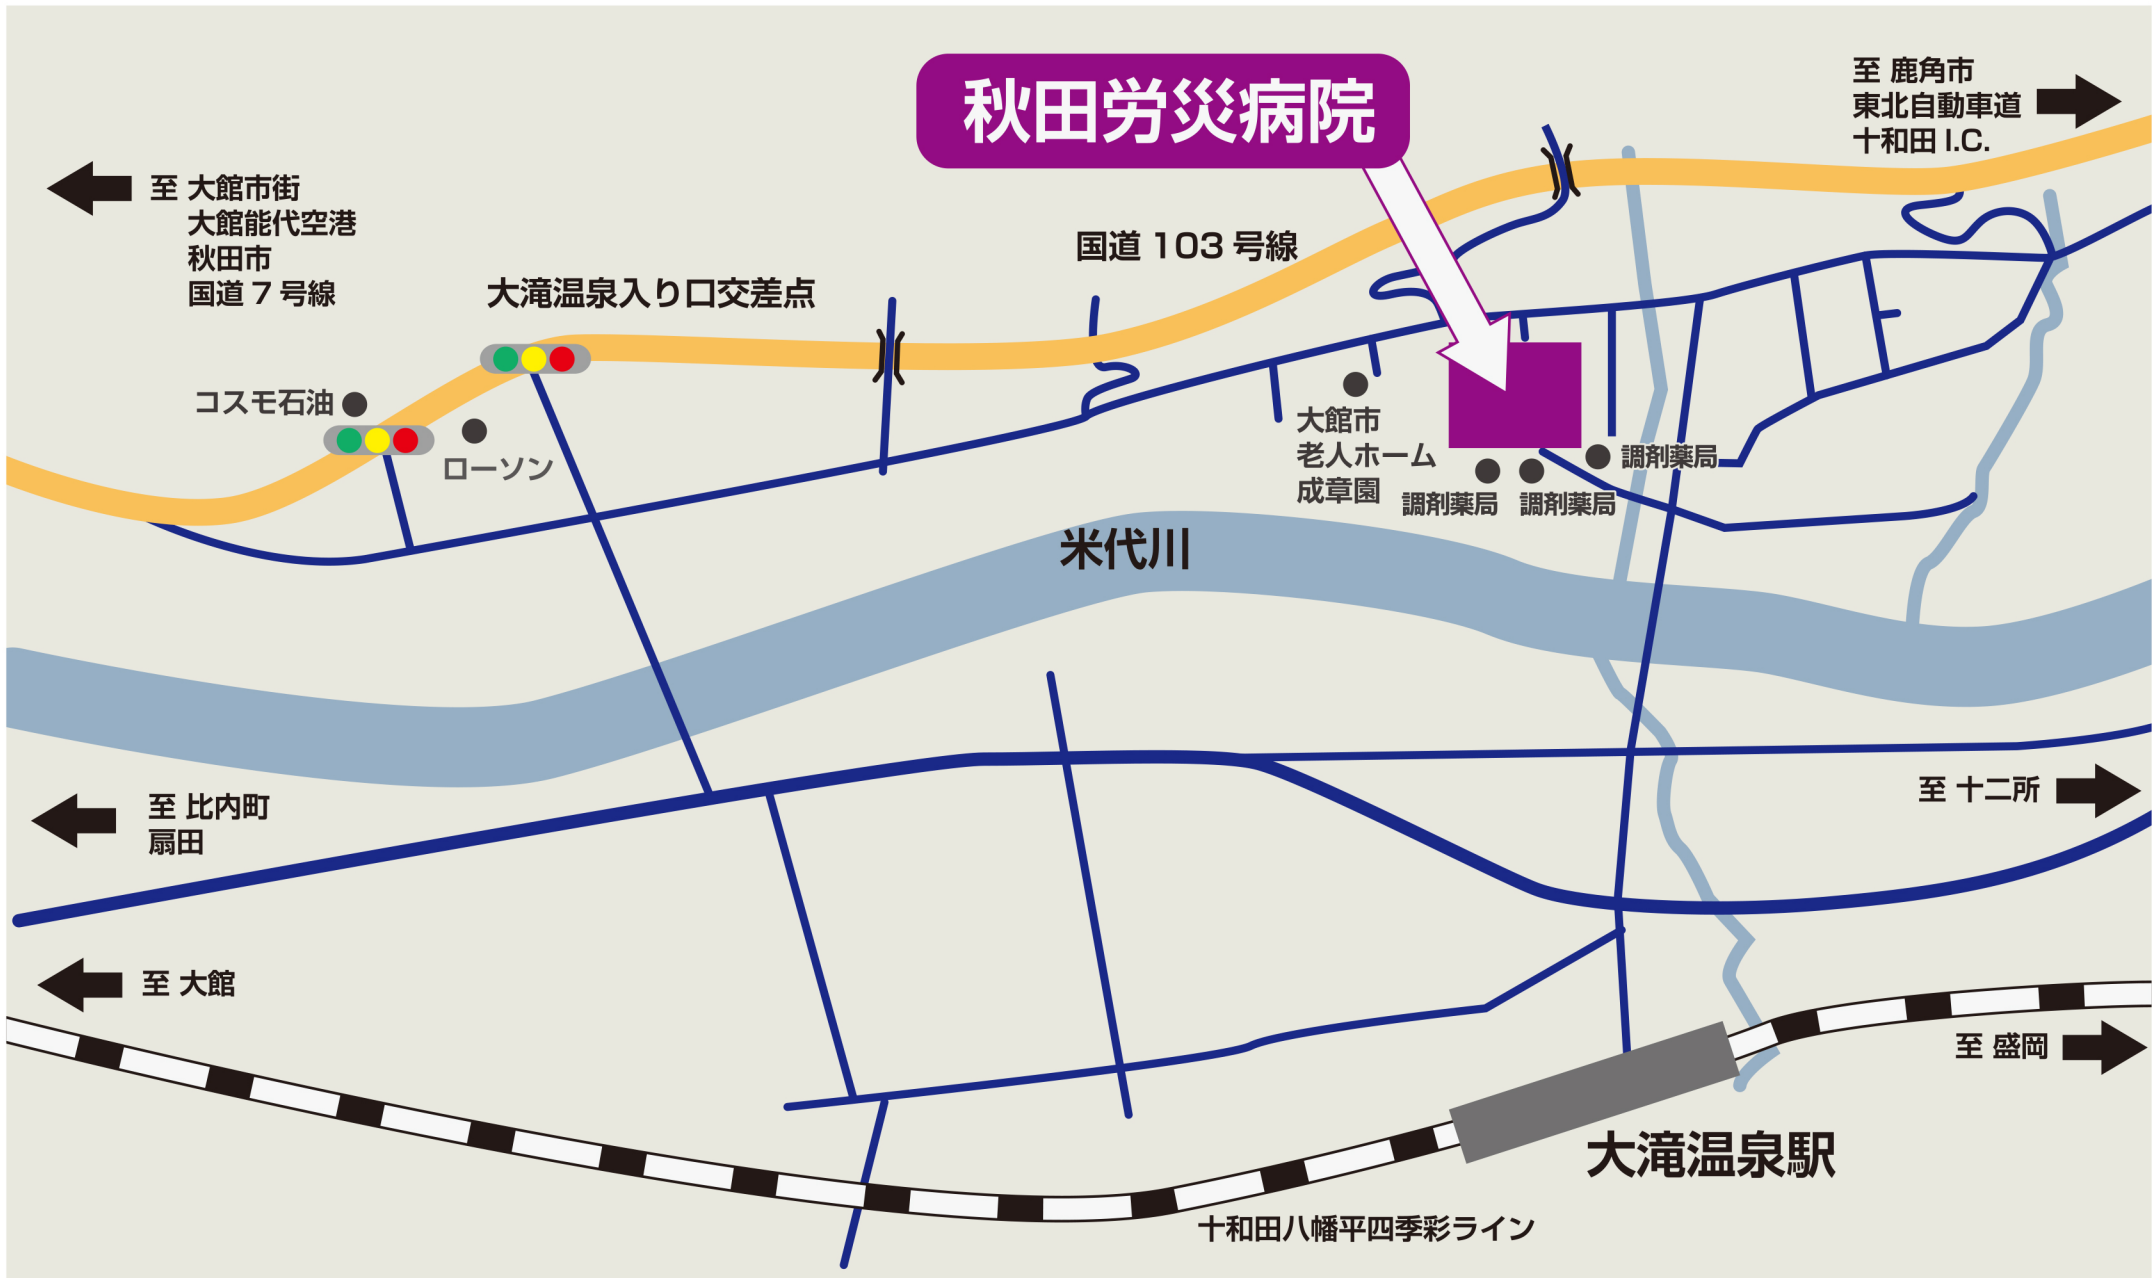 秋田労災病院
至 鹿角市
東北自動車道
十和田 I.C.
至 大館市街
大館能代空港
秋田市
国道 7 号線
国道 103 号線
大滝温泉入り口交差点
コスモ石油
ローソン
大館市
老人ホーム
成章園
調剤薬局
調剤薬局
調剤薬局
米代川
至 比内町
扇田
至 十二所
至 大館
至 盛岡
大滝温泉駅
十和田八幡平四季彩ライン